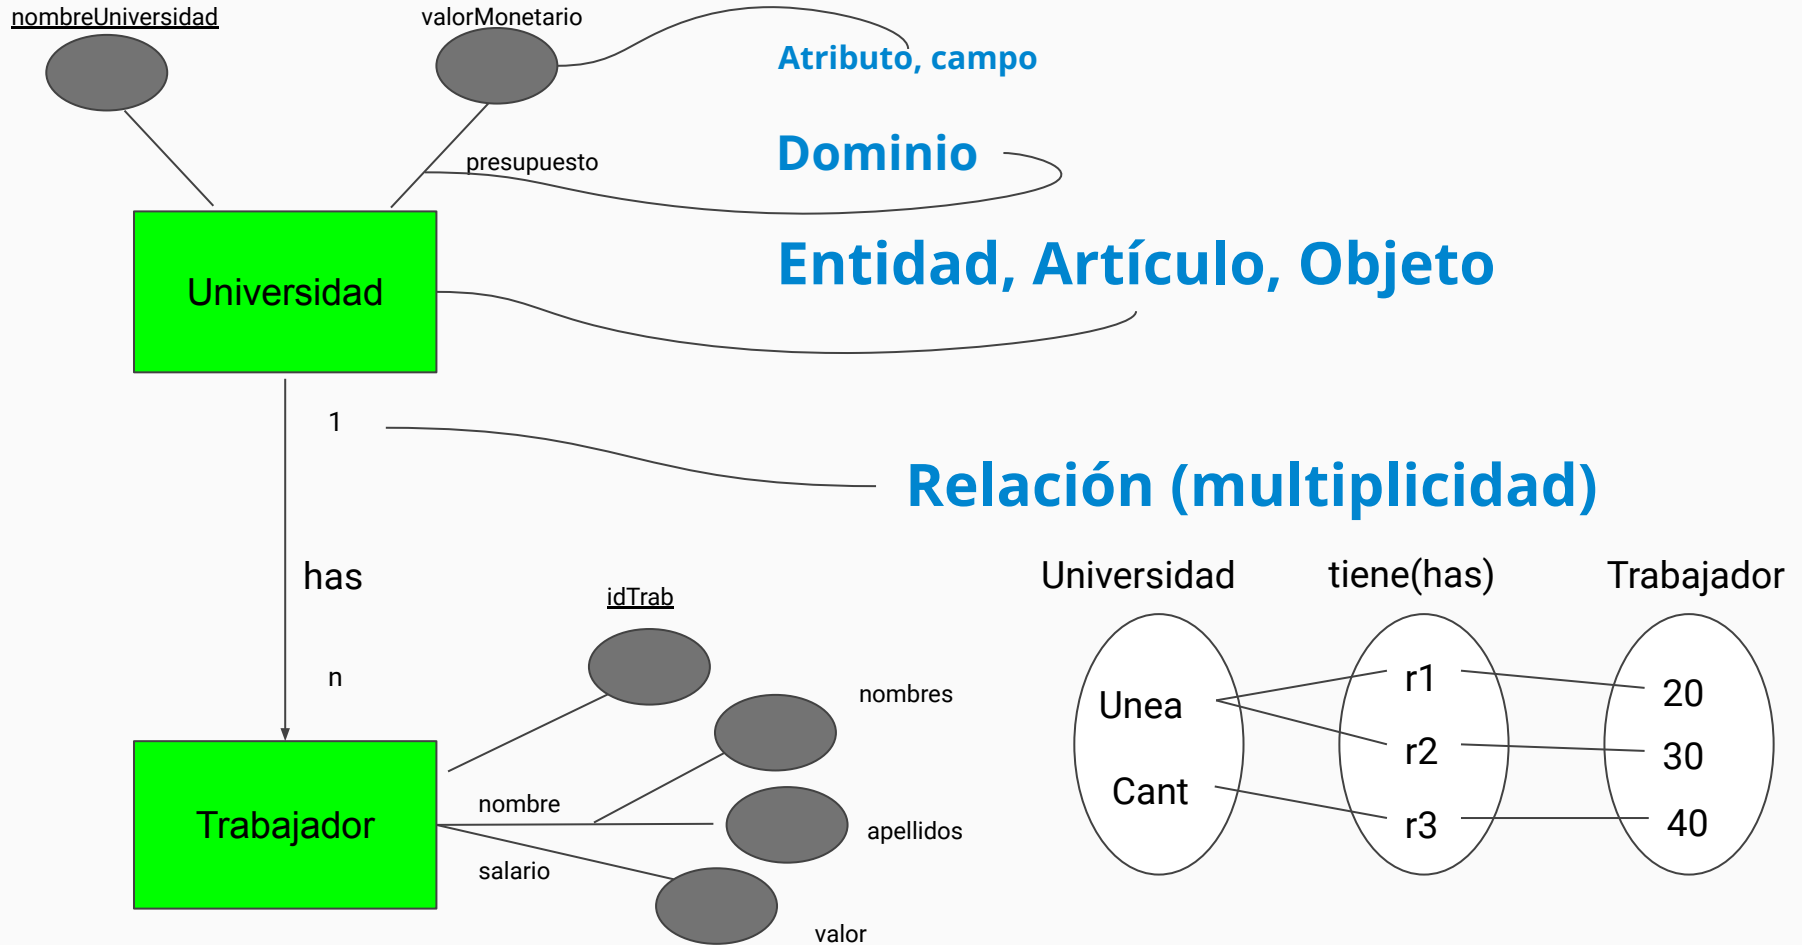 nombreUniversidad
valorMonetario
Atributo, campo
Dominio
presupuesto
Entidad, Artículo, Objeto
Universidad
1
Relación (multiplicidad)
has
n
idTrab
nombres
nombre
Trabajador
apellidos
salario
valor
Universidad
tiene(has)
Trabajador
Unea
Cant
r1
r2
r3
20
30
40